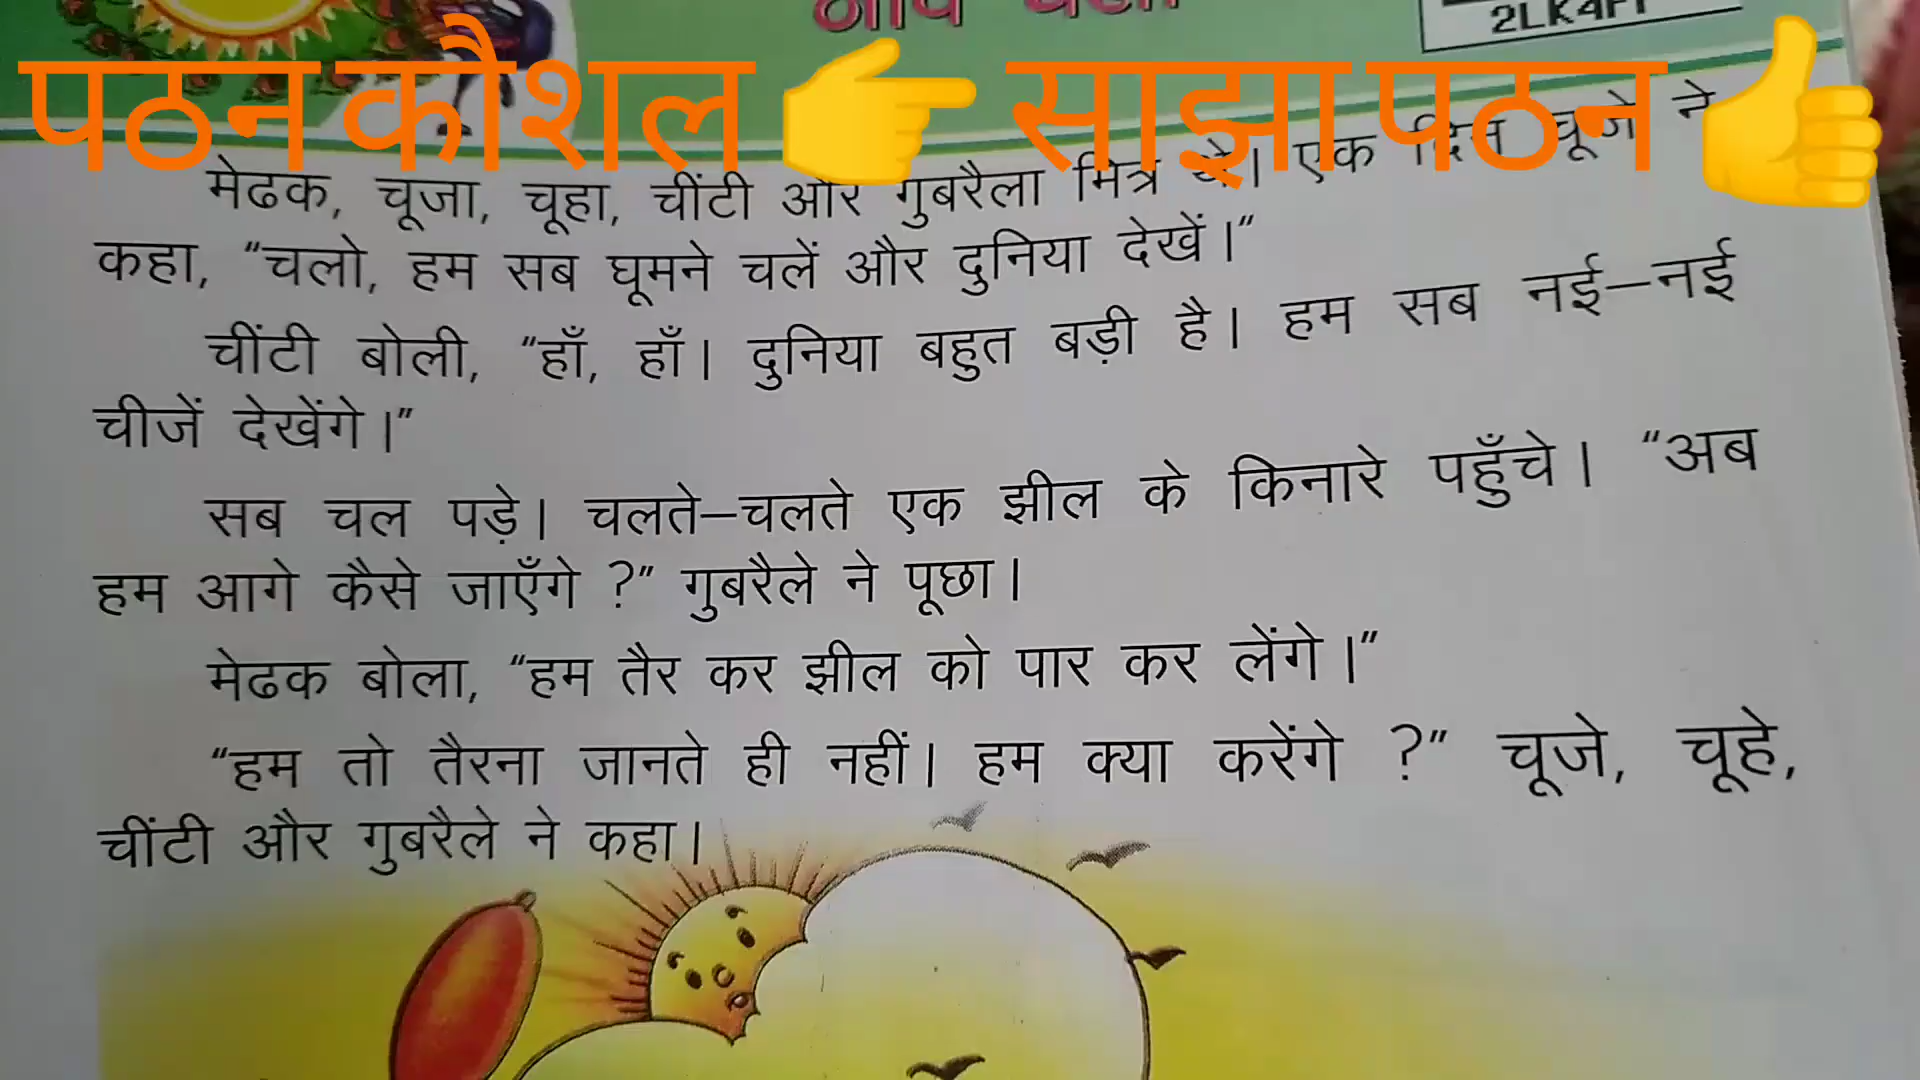 2LK4FF
पठन कौशल 👉 साझा पठन 👍
मेढक, चूजा, चूहा, चींटी और गुबरैला मित्र थे। एक दिन चूजे ने
कहा, “चलो, हम सब घूमने चलें और दुनिया देखें।”
चींटी बोली, “हाँ, हाँ। दुनिया बहुत बड़ी है। हम सब नई–नई
चीजें देखेंगे।”
सब चल पड़े। चलते–चलते एक झील के किनारे पहुँचे। “अब
हम आगे कैसे जाएँगे ?” गुबरैले ने पूछा।
मेढक बोला, “हम तैर कर झील को पार कर लेंगे।”
“हम तो तैरना जानते ही नहीं। हम क्या करेंगे ?” चूजे, चूहे,
चींटी और गुबरैले ने कहा।